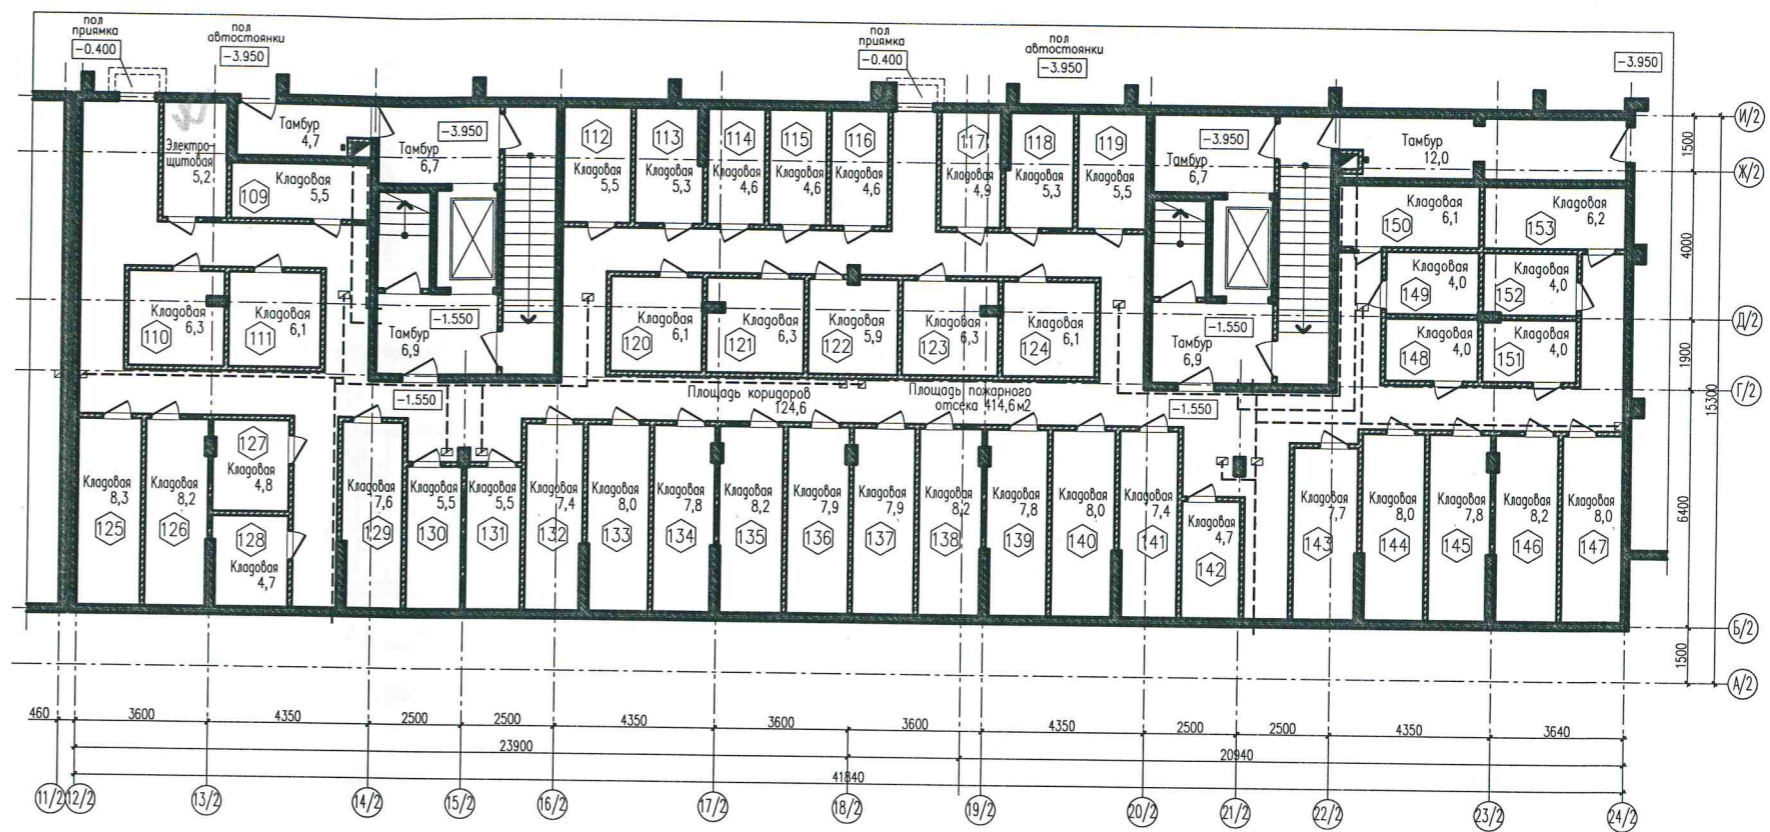 пол
приямка
-0.400
пол
автостоянки
-3.950
пол
приямка
-0.400
пол
автостоянки
-3.950
-3.950
Электро-
щитовая
5,2
Тамбур
4,7
109
Кладовая
5,5
-3.950
Тамбур
6,7
112
Кладовая
5,5
113
Кладовая
5,3
114
Кладовая
4,6
115
Кладовая
4,6
116
Кладовая
4,6
117
Кладовая
4,9
118
Кладовая
5,3
119
Кладовая
5,5
-3.950
Тамбур
6,7
Тамбур
12,0
150
Кладовая
6,1
153
Кладовая
6,2
И/2
1500
Ж/2
4000
Д/2
1900
Г/2
15300
6400
Б/2
1500
А/2
Кладовая
6,3
110
Кладовая
6,1
111
-1.550
Тамбур
6,9
Кладовая
6,1
120
Кладовая
6,3
121
Кладовая
5,9
122
Кладовая
6,3
123
Кладовая
6,1
124
-1.550
Тамбур
6,9
Кладовая
4,0
149
Кладовая
4,0
152
Кладовая
4,0
148
Кладовая
4,0
151
-1.550
Площадь коридоров
124,6
Площадь пожарного
отсека 414,6м2
-1.550
Кладовая
8,3
125
Кладовая
8,2
126
127
Кладовая
4,8
128
Кладовая
4,7
Кладовая
7,6
129
Кладовая
5,5
130
Кладовая
5,5
131
Кладовая
7,4
132
Кладовая
8,0
133
Кладовая
7,8
134
Кладовая
8,2
135
Кладовая
7,9
136
Кладовая
7,9
137
Кладовая
8,2
138
Кладовая
7,8
139
Кладовая
8,0
140
Кладовая
7,4
141
Кладовая
4,7
142
Кладовая
7,7
143
Кладовая
8,0
144
Кладовая
7,8
145
Кладовая
8,2
146
Кладовая
8,0
147
460 3600 4350 2500 2500 4350 3600 3600 4350 2500 2500 4350 3640
23900 20940
41840
11/2 12/2 13/2 14/2 15/2 16/2 17/2 18/2 19/2 20/2 21/2 22/2 23/2 24/2